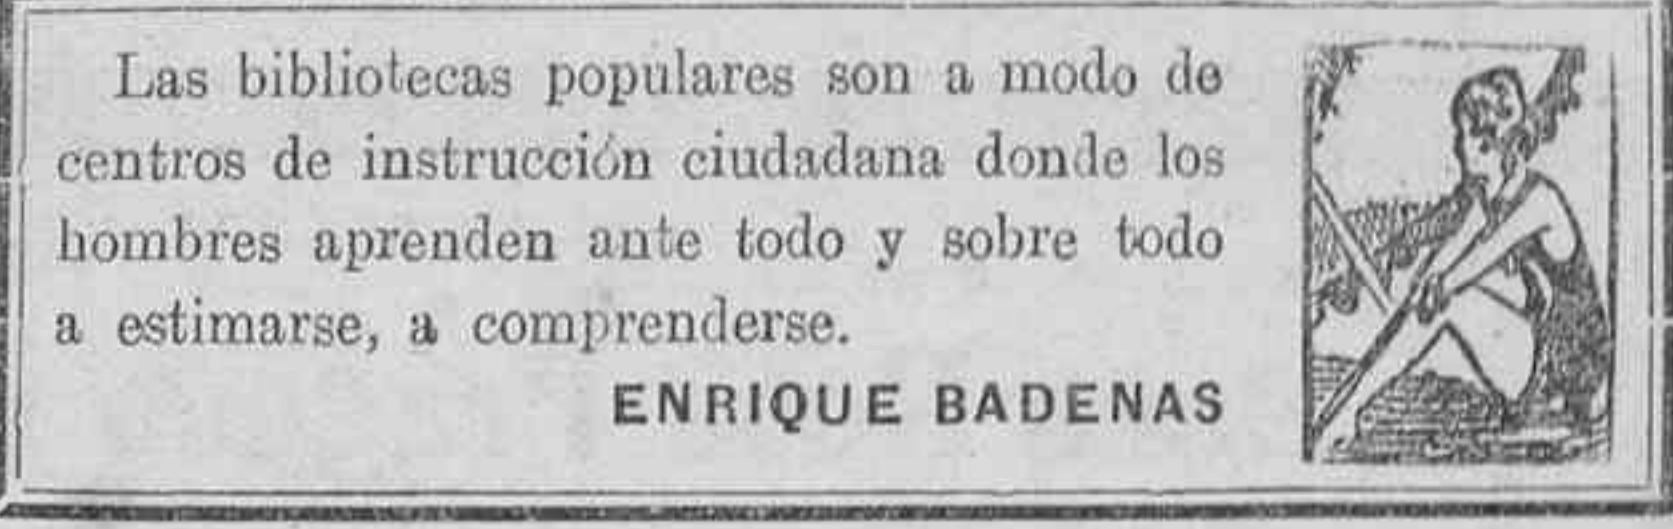 Las bibliotecas populares son a modo de
centros de instrucción ciudadana donde los
hombres aprenden ante todo y sobre todo
a estimarse, a comprenderse.
ENRIQUE BADENAS